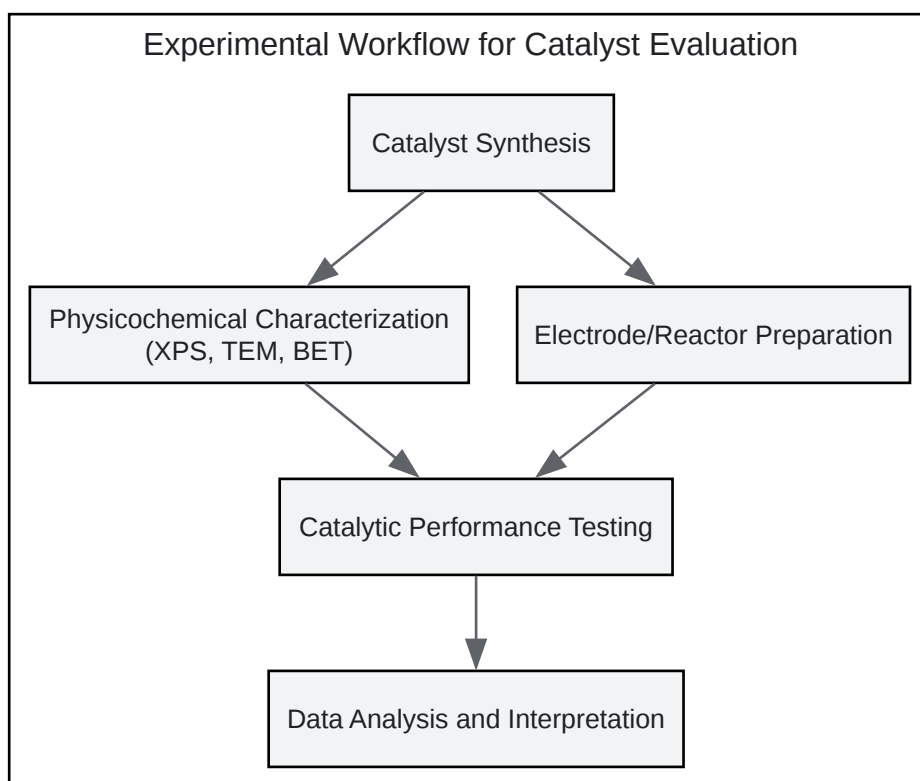 Experimental Workflow for Catalyst Evaluation
Catalyst Synthesis
Physicochemical Characterization
(XPS, TEM, BET)
Electrode/Reactor Preparation
Catalytic Performance Testing
Data Analysis and Interpretation